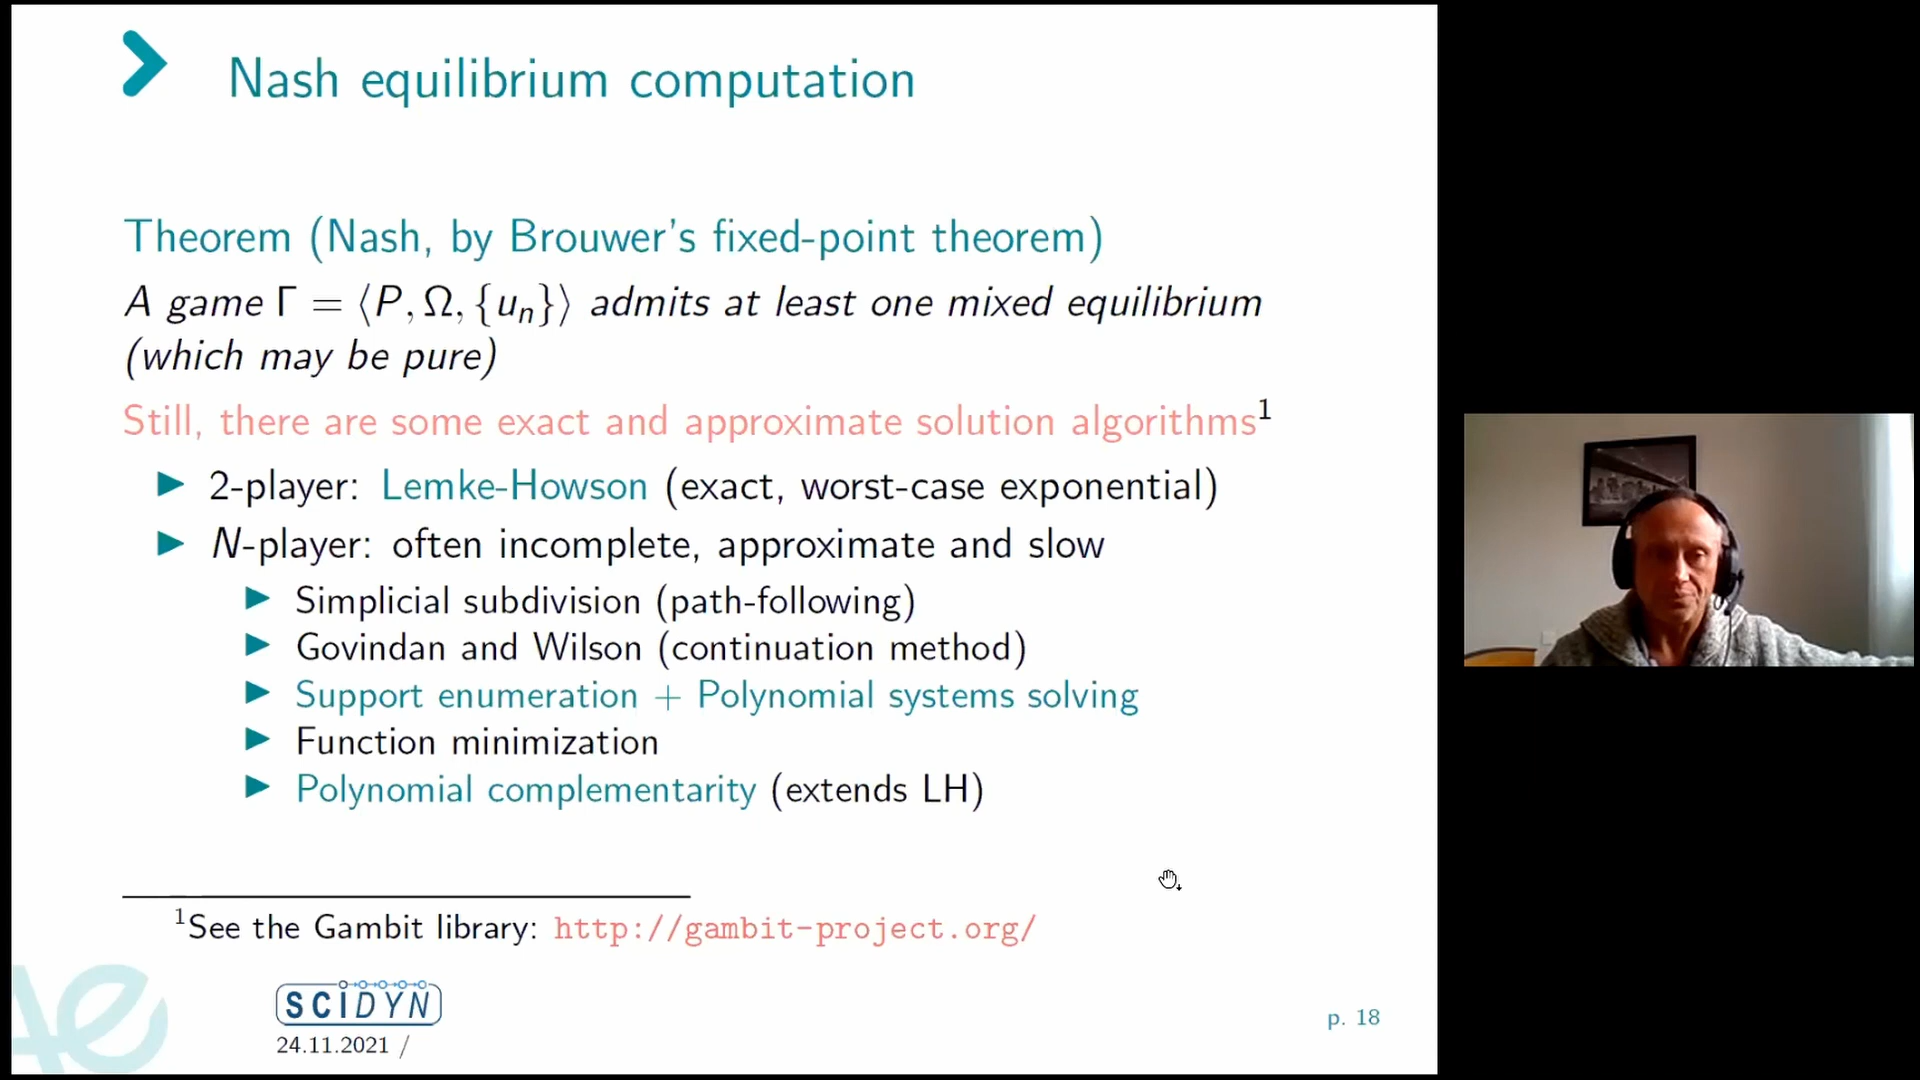 Nash equilibrium computation
Theorem (Nash, by Brouwer's fixed-point theorem)
A game Γ = ⟨P, Ω, {uₙ}⟩ admits at least one mixed equilibrium
(which may be pure)
Still, there are some exact and approximate solution algorithms¹
▶ 2-player: Lemke-Howson (exact, worst-case exponential)
▶ N-player: often incomplete, approximate and slow
▶ Simplicial subdivision (path-following)
▶ Govindan and Wilson (continuation method)
▶ Support enumeration + Polynomial systems solving
▶ Function minimization
▶ Polynomial complementarity (extends LH)
¹See the Gambit library: http://gambit-project.org/
SCIDYN
24.11.2021 /
p. 18